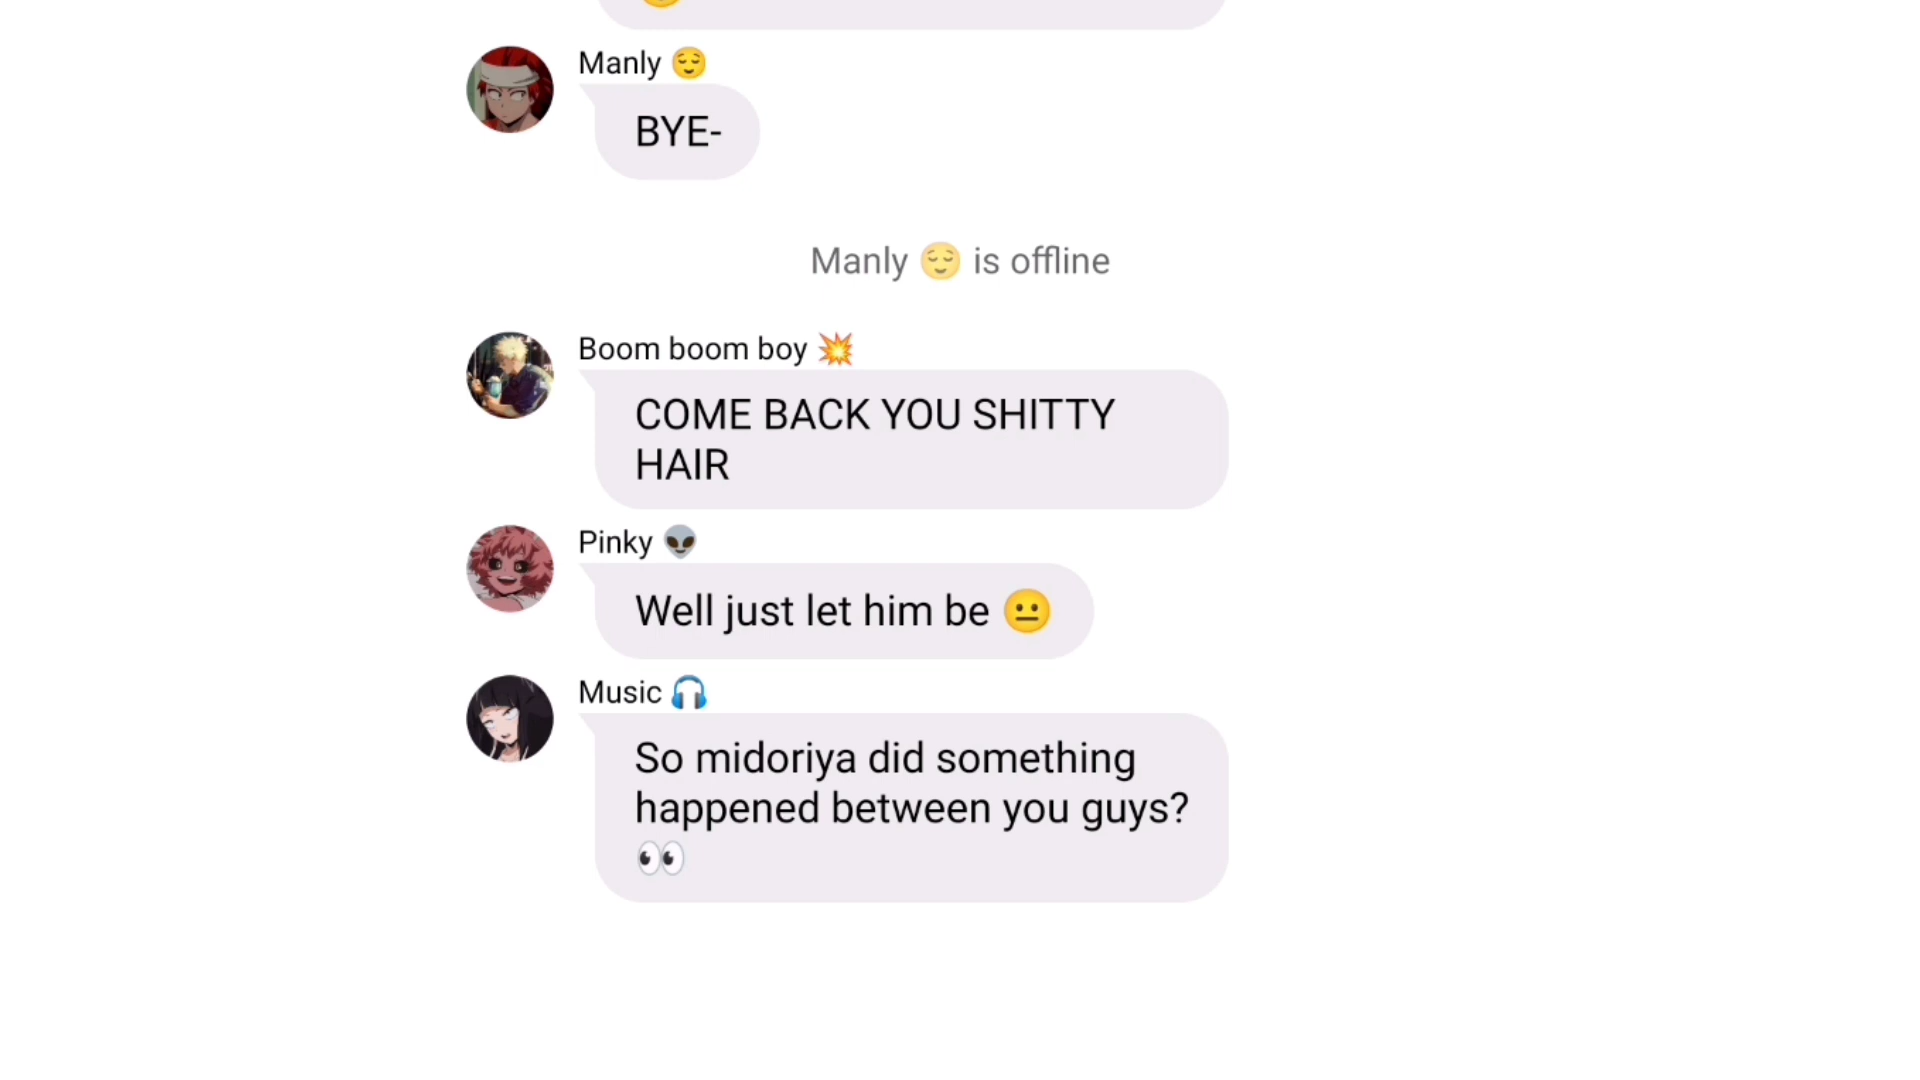 Manly 😌
BYE-
Manly 😌 is offline
Boom boom boy 💥
COME BACK YOU SHITTY
HAIR
Pinky 👽
Well just let him be 😐
Music 🎧
So midoriya did something
happened between you guys?
👀